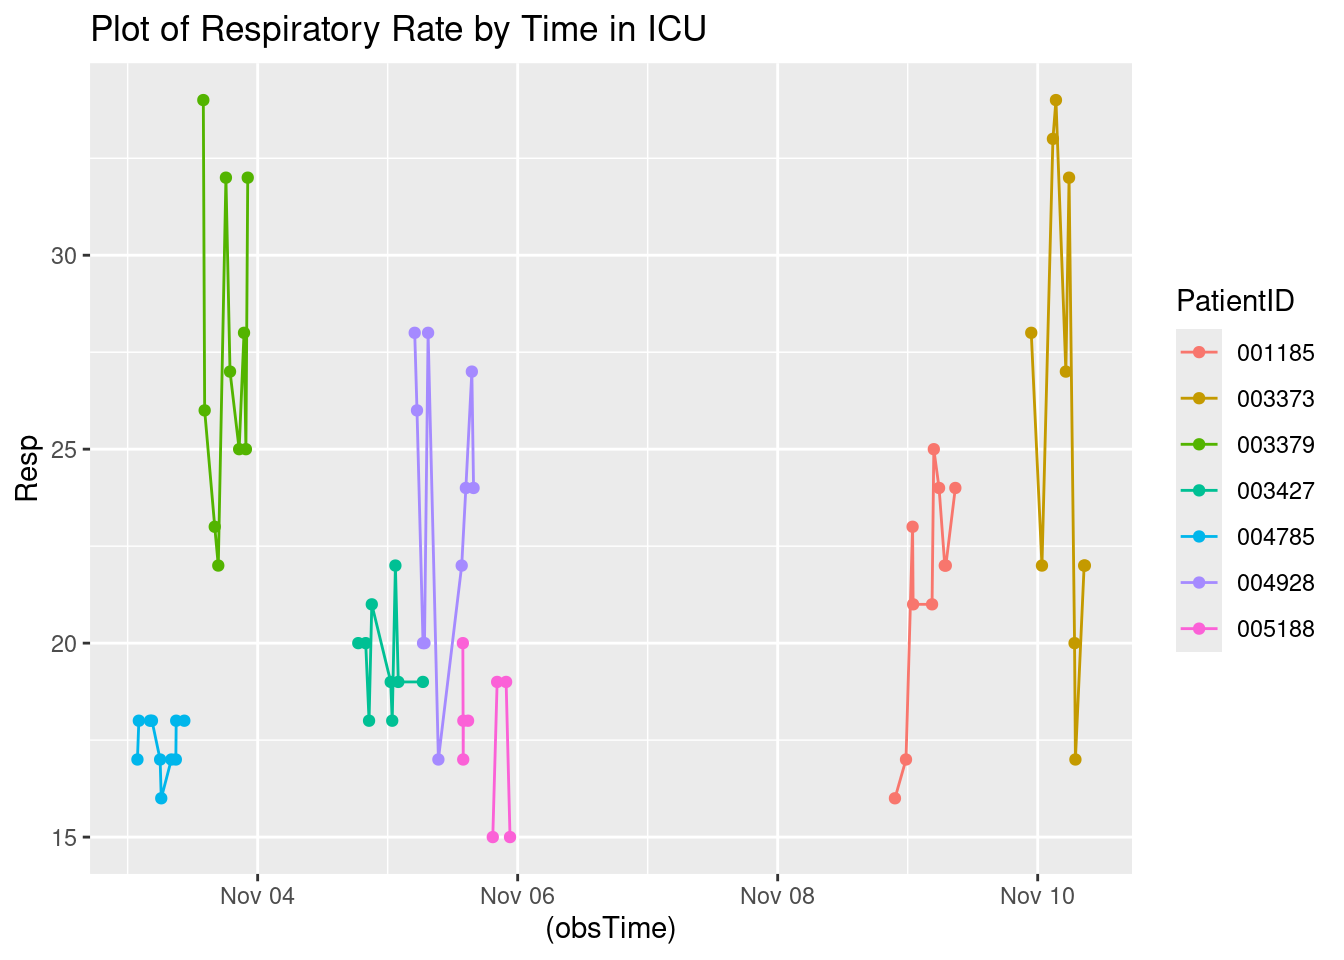 Plot of Respiratory Rate by Time in ICU
Resp
30
25
20
15
Nov 04
Nov 06
Nov 08
Nov 10
(obsTime)
PatientID
001185
003373
003379
003427
004785
004928
005188